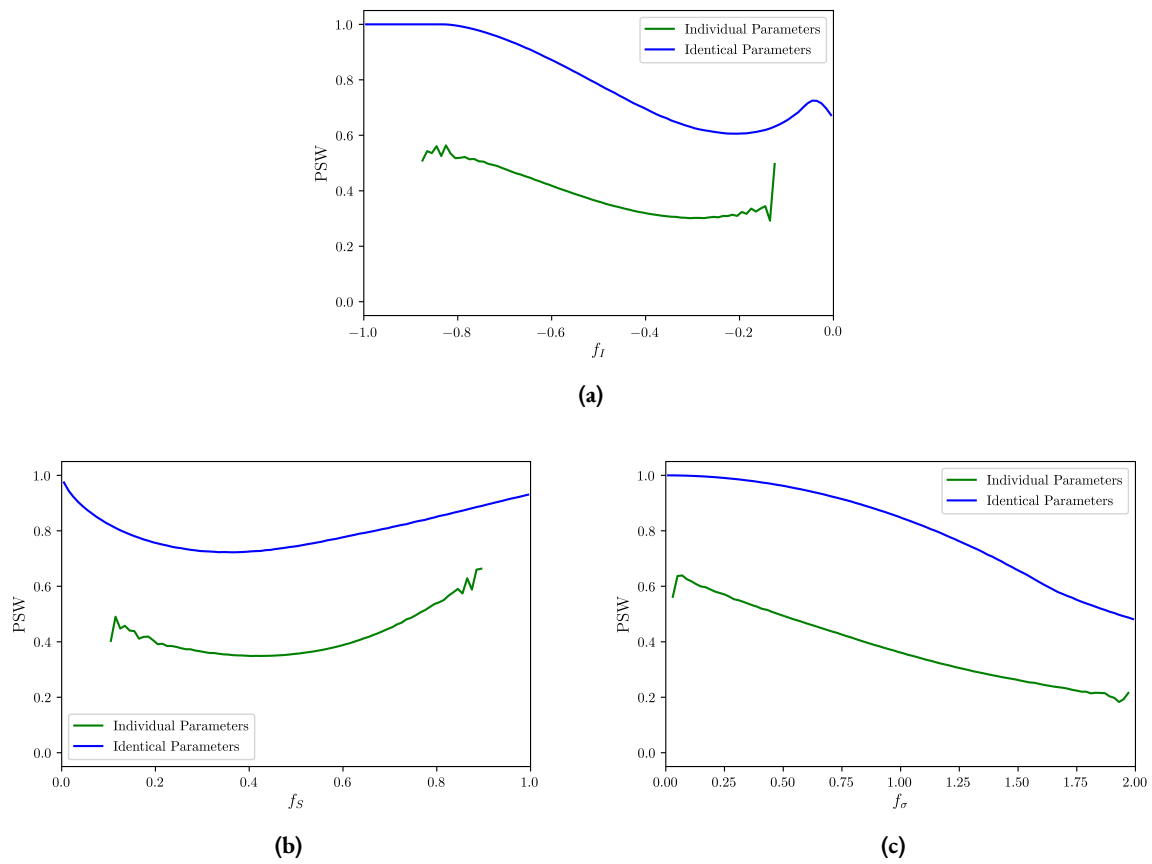 1.0
0.8
0.6
0.4
0.2
0.0
PSW
Individual Parameters
Identical Parameters
−1.0 −0.8 −0.6 −0.4 −0.2 0.0
f_I
(a)
1.0
0.8
0.6
0.4
0.2
0.0
PSW
Individual Parameters
Identical Parameters
0.0 0.2 0.4 0.6 0.8 1.0
f_S
(b)
1.0
0.8
0.6
0.4
0.2
0.0
PSW
Individual Parameters
Identical Parameters
0.00 0.25 0.50 0.75 1.00 1.25 1.50 1.75 2.00
f_σ
(c)